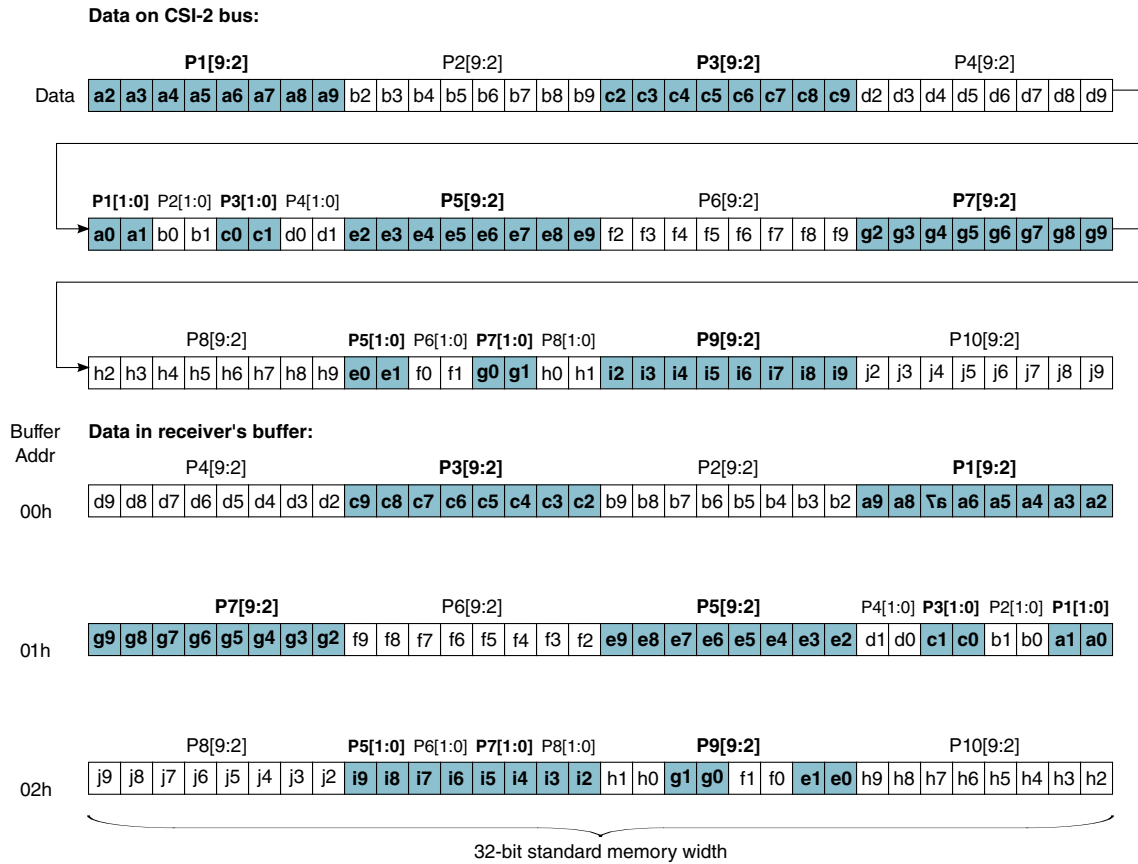 Data on CSI-2 bus:
P1[9:2] P2[9:2] P3[9:2] P4[9:2]
Data a2 a3 a4 a5 a6 a7 a8 a9 b2 b3 b4 b5 b6 b7 b8 b9 c2 c3 c4 c5 c6 c7 c8 c9 d2 d3 d4 d5 d6 d7 d8 d9
P1[1:0] P2[1:0] P3[1:0] P4[1:0] P5[9:2] P6[9:2] P7[9:2]
a0 a1 b0 b1 c0 c1 d0 d1 e2 e3 e4 e5 e6 e7 e8 e9 f2 f3 f4 f5 f6 f7 f8 f9 g2 g3 g4 g5 g6 g7 g8 g9
P8[9:2] P5[1:0] P6[1:0] P7[1:0] P8[1:0] P9[9:2] P10[9:2]
h2 h3 h4 h5 h6 h7 h8 h9 e0 e1 f0 f1 g0 g1 h0 h1 i2 i3 i4 i5 i6 i7 i8 i9 j2 j3 j4 j5 j6 j7 j8 j9
Buffer Addr
Data in receiver's buffer:
P4[9:2] P3[9:2] P2[9:2] P1[9:2]
00h d9 d8 d7 d6 d5 d4 d3 d2 c9 c8 c7 c6 c5 c4 c3 c2 b9 b8 b7 b6 b5 b4 b3 b2 a9 a8 a7 a6 a5 a4 a3 a2
P7[9:2] P6[9:2] P5[9:2] P4[1:0] P3[1:0] P2[1:0] P1[1:0]
01h g9 g8 g7 g6 g5 g4 g3 g2 f9 f8 f7 f6 f5 f4 f3 f2 e9 e8 e7 e6 e5 e4 e3 e2 d1 d0 c1 c0 b1 b0 a1 a0
P8[9:2] P5[1:0] P6[1:0] P7[1:0] P8[1:0] P9[9:2] P10[9:2]
02h j9 j8 j7 j6 j5 j4 j3 j2 i9 i8 i7 i6 i5 i4 i3 i2 h1 h0 g1 g0 f1 f0 e1 e0 h9 h8 h7 h6 h5 h4 h3 h2
32-bit standard memory width